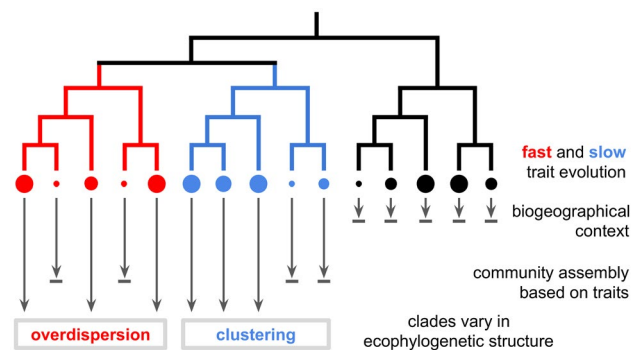 fast and slow
trait evolution
biogeographical
context
community assembly
based on traits
overdispersion
clustering
clades vary in
ecophylogenetic structure